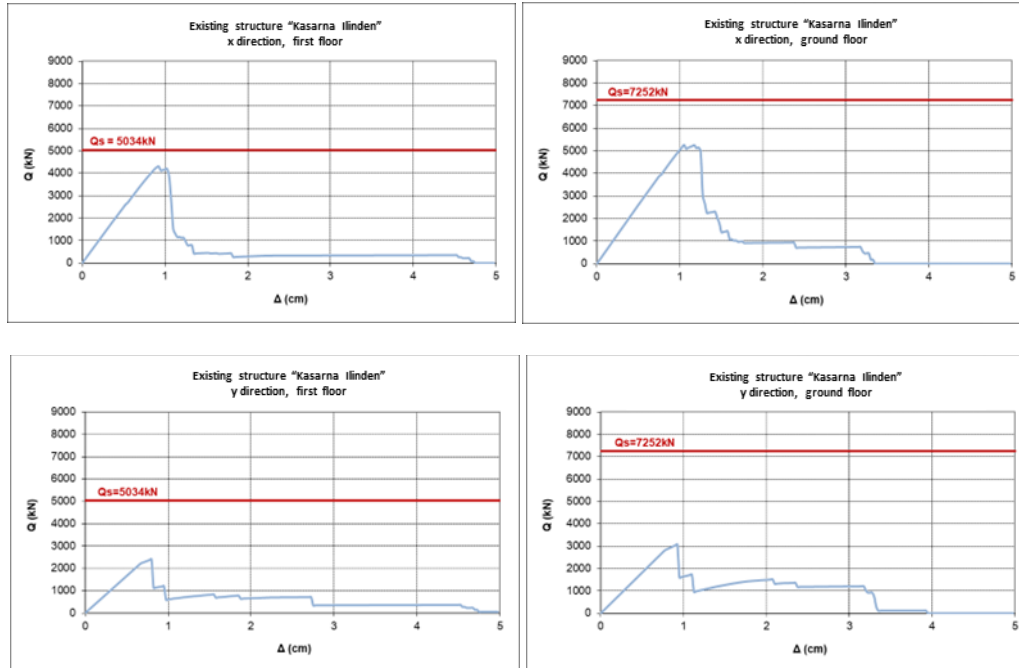 Existing structure "Kasarna Ilinden"
x direction, first floor
9000
8000
7000
6000
5000
4000
3000
2000
1000
0
Q (kN)
Qs = 5034kN
0 1 2 3 4 5
Δ (cm)
Existing structure "Kasarna Ilinden"
x direction, ground floor
9000
8000
7000
6000
5000
4000
3000
2000
1000
0
Q (kN)
Qs=7252kN
0 1 2 3 4 5
Δ (cm)
Existing structure "Kasarna Ilinden"
y direction, first floor
9000
8000
7000
6000
5000
4000
3000
2000
1000
0
Q (kN)
Qs=5034kN
0 1 2 3 4 5
Δ (cm)
Existing structure "Kasarna Ilinden"
y direction, ground floor
9000
8000
7000
6000
5000
4000
3000
2000
1000
0
Q (kN)
Qs=7252kN
0 1 2 3 4 5
Δ (cm)